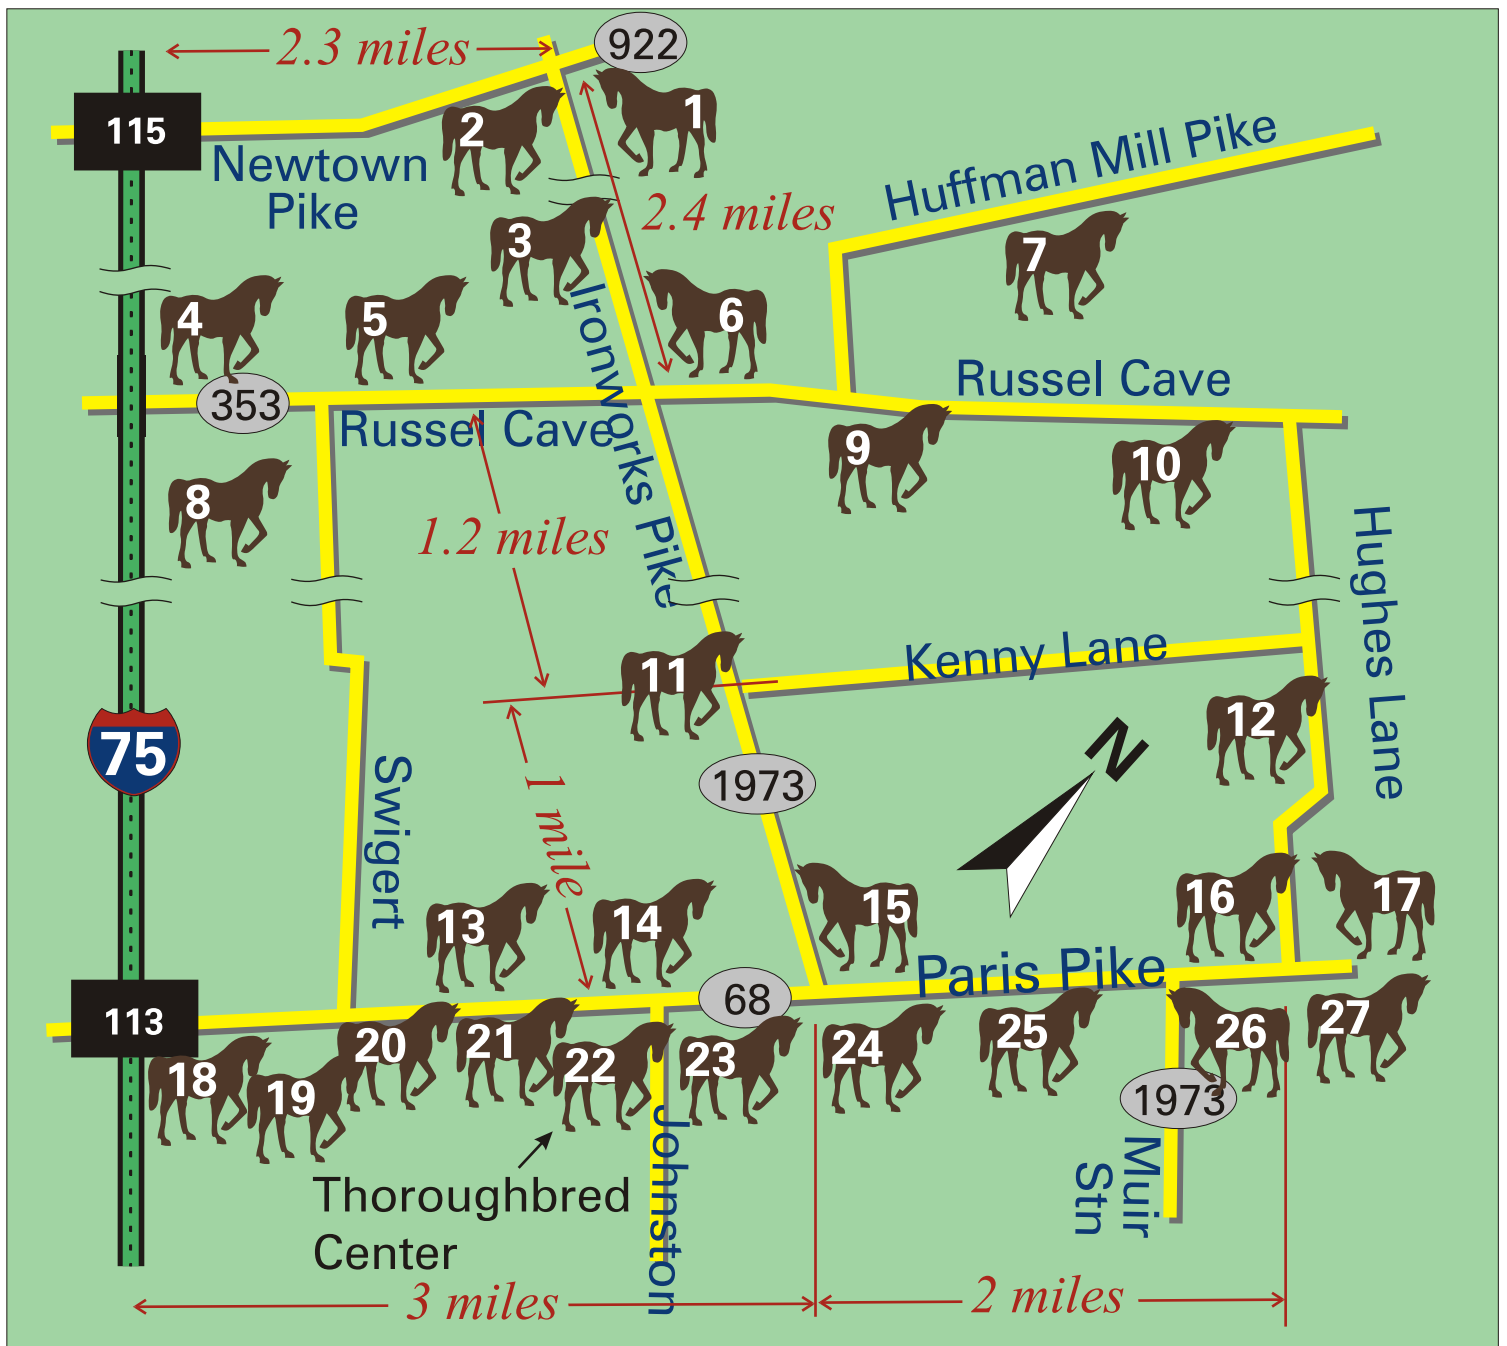 2.3 miles
922
115
Newtown
Pike
2
1
2.4 miles
Huffman Mill Pike
3
7
4
5
6
Ironworks Pike
353
Russel Cave
Russel Cave
9
10
8
1.2 miles
Hughes Lane
Kenny Lane
11
12
N
75
1973
Swigert
1 mile
13
14
15
16
17
Paris Pike
68
113
18
19
20
21
22
23
24
25
26
27
1973
Thoroughbred
Center
Johnston
Muir
Stn
3 miles
2 miles